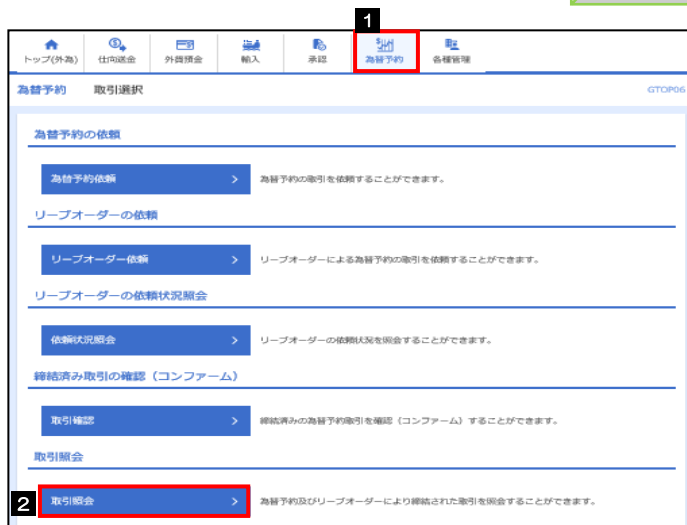 1
トップ(外為) 仕向送金 外貨預金 輸入 承認 為替予約 各種管理
為替予約 取引選択 GTOP06
為替予約の依頼
為替予約依頼 > 為替予約の取引を依頼することができます。
リーブオーダーの依頼
リーブオーダー依頼 > リーブオーダーによる為替予約の取引を依頼することができます。
リーブオーダーの依頼状況照会
依頼状況照会 > リーブオーダーの依頼状況を照会することができます。
締結済み取引の確認（コンファーム）
取引確認 > 締結済みの為替予約取引を確認（コンファーム）することができます。
取引照会
2 取引照会 > 為替予約及びリーブオーダーにより締結された取引を照会することができます。